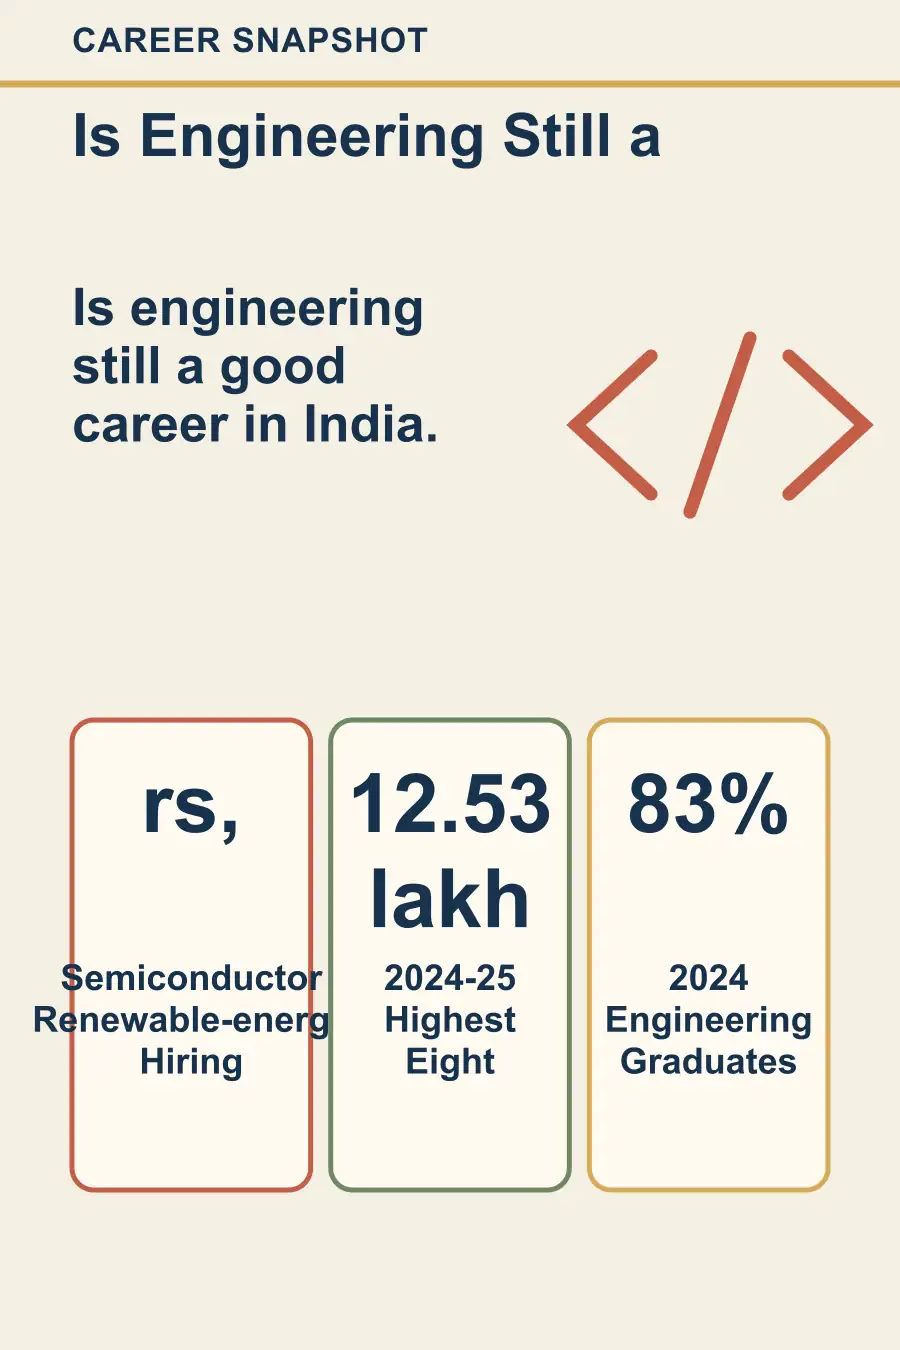 CAREER SNAPSHOT
Is Engineering Still a
Is engineering
still a good
career in India.
rs,
Semiconductor
Renewable-energ
Hiring
12.53
lakh
2024-25
Highest
Eight
83%
2024
Engineering
Graduates